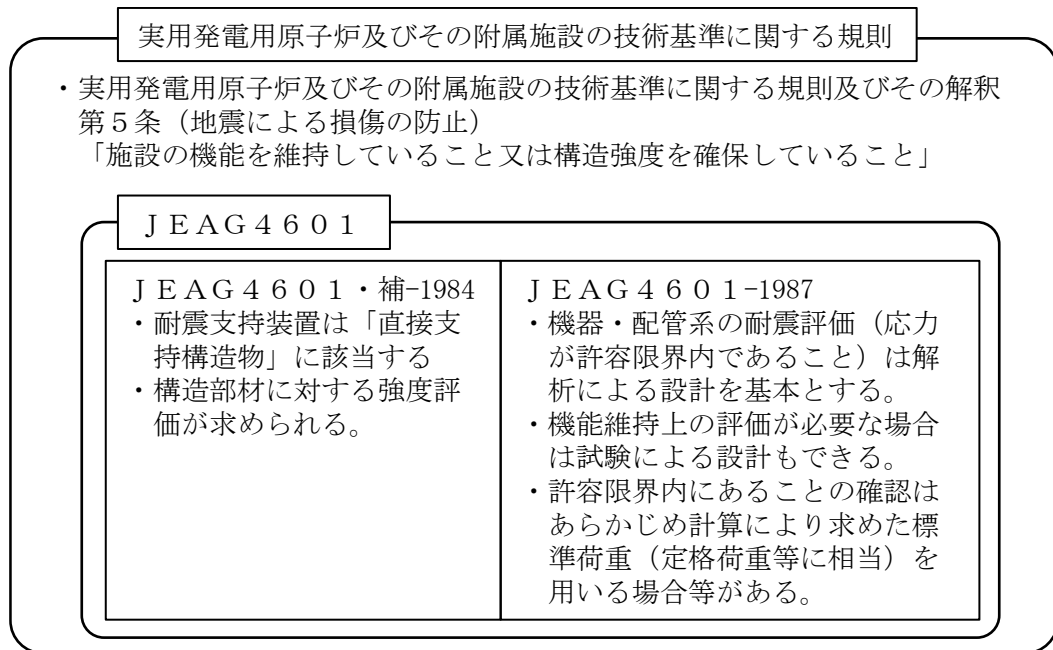 実用発電用原子炉及びその附属施設の技術基準に関する規則
・実用発電用原子炉及びその附属施設の技術基準に関する規則及びその解釈
第５条（地震による損傷の防止）
「施設の機能を維持していること又は構造強度を確保していること」
ＪＥＡＧ４６０１
ＪＥＡＧ４６０１・補-1984
・耐震支持装置は「直接支
持構造物」に該当する
・構造部材に対する強度評
価が求められる。
ＪＥＡＧ４６０１-1987
・機器・配管系の耐震評価（応力
が許容限界内であること）は解
析による設計を基本とする。
・機能維持上の評価が必要な場合
は試験による設計もできる。
・許容限界内にあることの確認は
あらかじめ計算により求めた標
準荷重（定格荷重等に相当）を
用いる場合等がある。